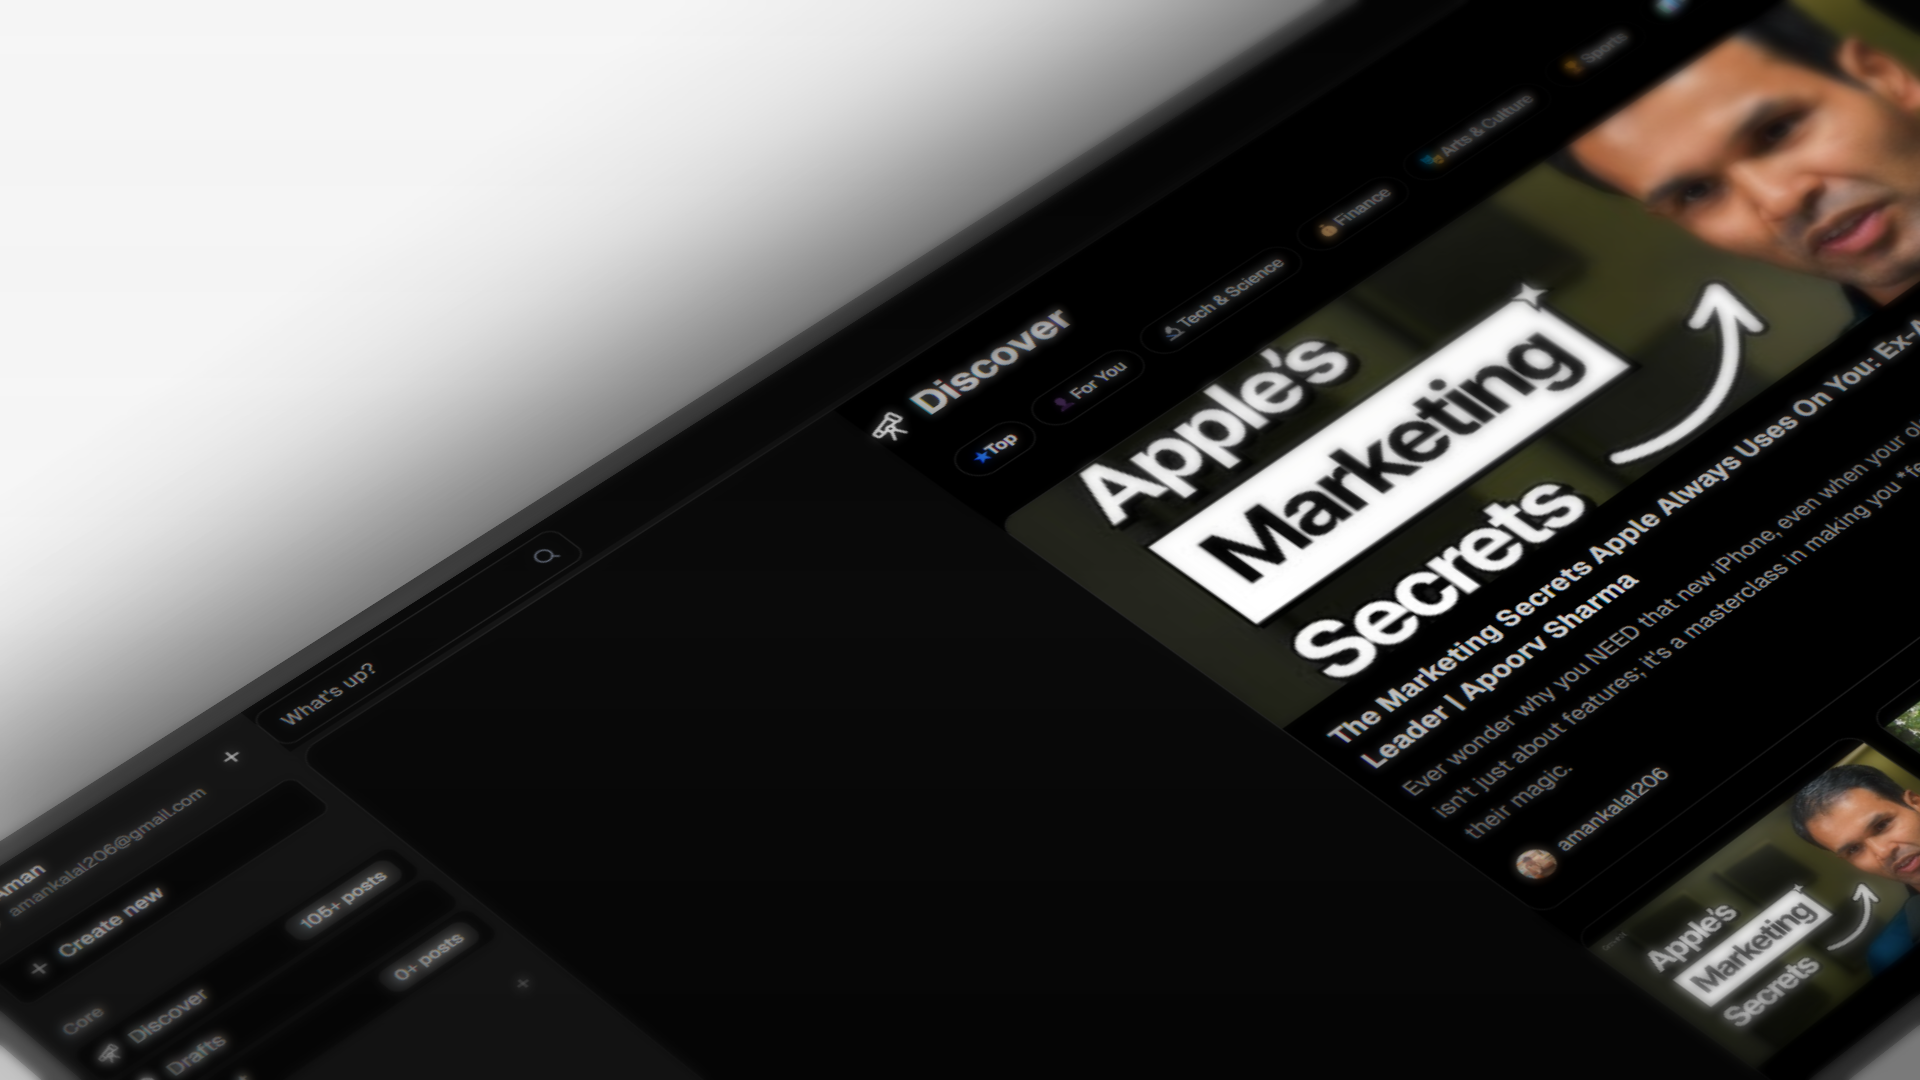 What's up?
Aman
amankalal206@gmail.com
Create new
Core
Discover
105+ posts
Drafts
0+ posts
Discover
Top
For You
Tech & Science
Finance
Arts & Culture
Sports
Apple's
Marketing
Secrets
The Marketing Secrets Apple Always Uses On You: Ex-A
Leader | Apoorv Sharma
Ever wonder why you NEED that new iPhone, even when your ol
isn't just about features; it's a masterclass in making you *fe
their magic.
amankalal206
Apple's
Marketing
Secrets